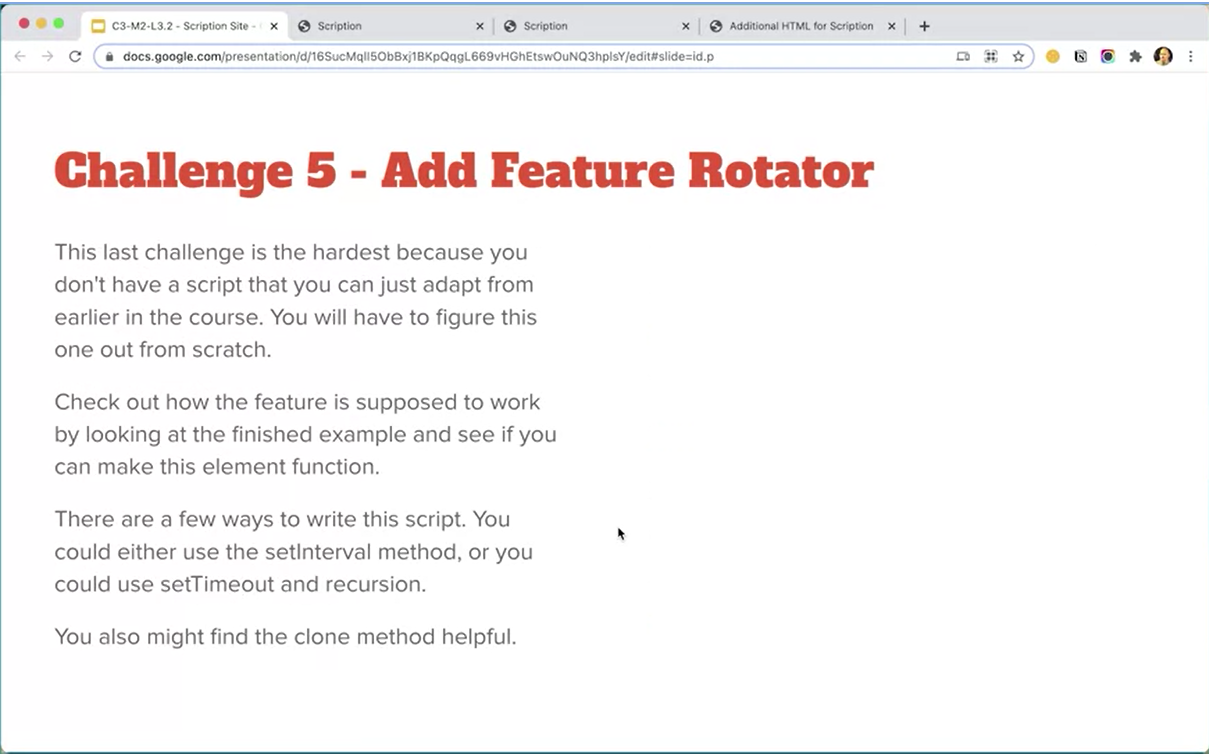 C3-M2-L3.2 - Scription Site -
Scription
Scription
Additional HTML for Scription
docs.google.com/presentation/d/16SucMqlI5ObBxj1BKpQqgL669vHGhEtswOuNQ3hplsY/edit#slide=id.p
Challenge 5 - Add Feature Rotator
This last challenge is the hardest because you
don't have a script that you can just adapt from
earlier in the course. You will have to figure this
one out from scratch.
Check out how the feature is supposed to work
by looking at the finished example and see if you
can make this element function.
There are a few ways to write this script. You
could either use the setInterval method, or you
could use setTimeout and recursion.
You also might find the clone method helpful.